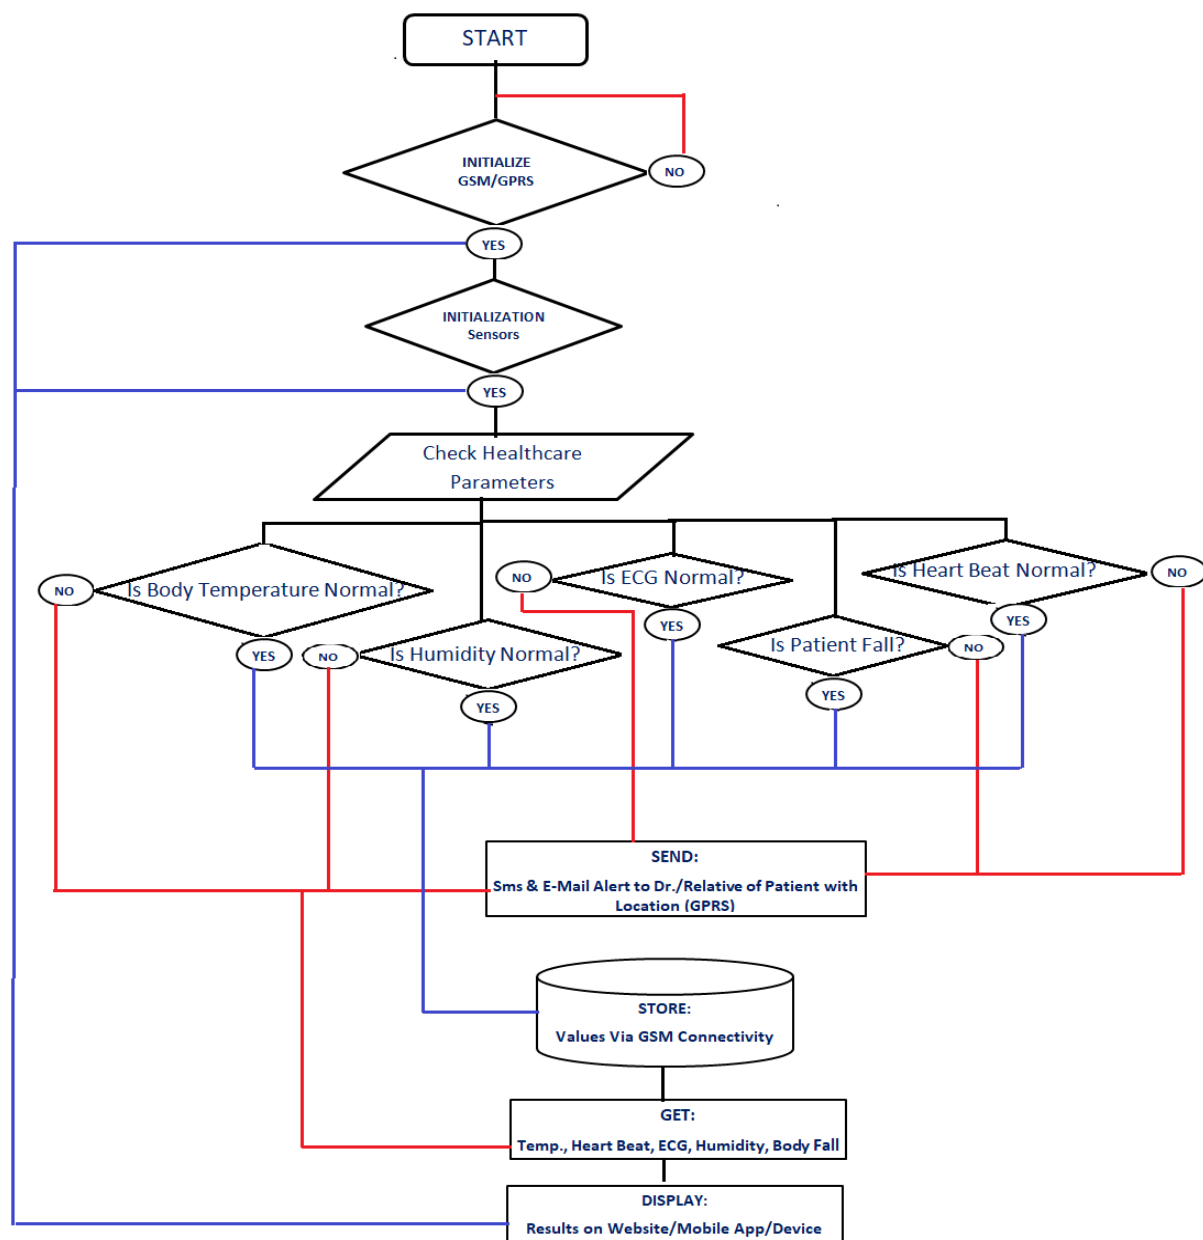 START
INITIALIZE
GSM/GPRS
NO
YES
INITIALIZATION
Sensors
YES
Check Healthcare
Parameters
NO
Is Body Temperature Normal?
YES
NO
Is Humidity Normal?
YES
NO
Is ECG Normal?
YES
Is Patient Fall?
NO
YES
Is Heart Beat Normal?
NO
YES
SEND:
Sms & E-Mail Alert to Dr./Relative of Patient with
Location (GPRS)
STORE:
Values Via GSM Connectivity
GET:
Temp., Heart Beat, ECG, Humidity, Body Fall
DISPLAY:
Results on Website/Mobile App/Device